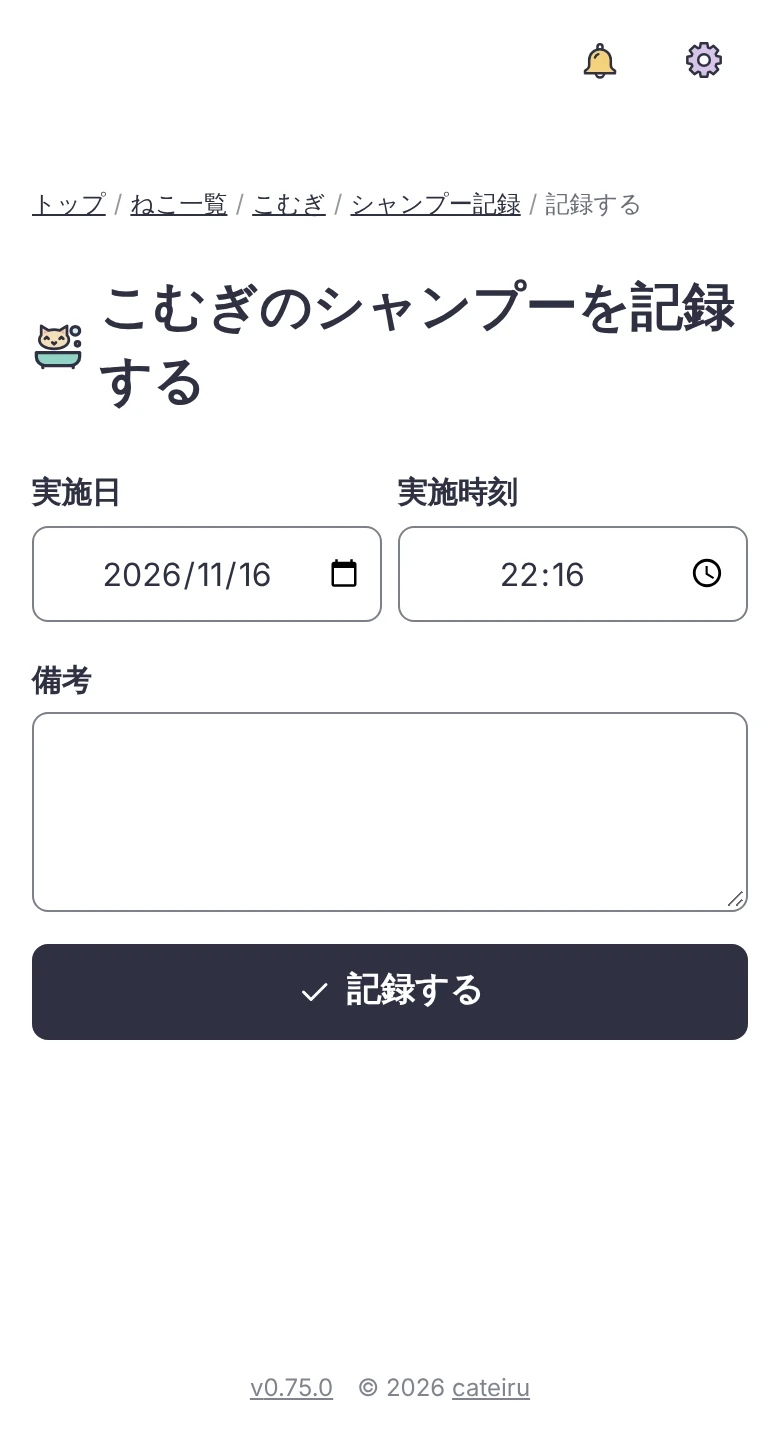 トップ / ねこ一覧 / こむぎ / シャンプー記録 / 記録する
こむぎのシャンプーを記録
する
実施日 実施時刻
2026/11/16 22:16
備考
記録する
v0.75.0 © 2026 cateiru